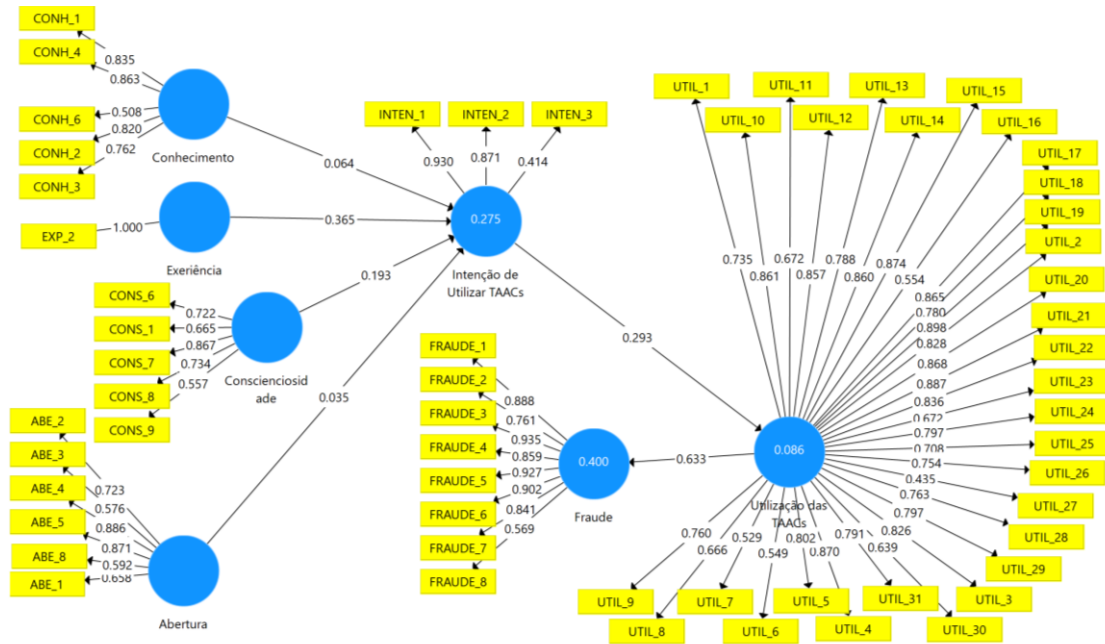 CONH_1
CONH_4
CONH_6
CONH_2
CONH_3
0.835
0.863
0.508
0.820
0.762
Conhecimento
0.064
EXP_2
1.000
Exeriência
0.365
CONS_6
CONS_1
CONS_7
CONS_8
CONS_9
0.722
0.665
0.867
0.734
0.557
Conscienciosid
ade
0.193
ABE_2
ABE_3
ABE_4
ABE_5
ABE_8
ABE_1
0.723
0.576
0.886
0.871
0.592
0.658
Abertura
0.035
INTEN_1
INTEN_2
INTEN_3
0.930
0.871
0.414
0.275
Intenção de
Utilizar TAACs
0.293
FRAUDE_1
FRAUDE_2
FRAUDE_3
FRAUDE_4
FRAUDE_5
FRAUDE_6
FRAUDE_7
FRAUDE_8
0.888
0.761
0.935
0.859
0.927
0.902
0.841
0.569
0.400
Fraude
0.633
0.086
Utilização das
TAACs
UTIL_1
UTIL_10
UTIL_11
UTIL_12
UTIL_13
UTIL_14
UTIL_15
UTIL_16
UTIL_17
UTIL_18
UTIL_19
UTIL_2
UTIL_20
UTIL_21
UTIL_22
UTIL_23
UTIL_24
UTIL_25
UTIL_26
UTIL_27
UTIL_28
UTIL_29
UTIL_3
UTIL_30
UTIL_31
UTIL_4
UTIL_5
UTIL_6
UTIL_7
UTIL_8
UTIL_9
0.735
0.861
0.672
0.857
0.788
0.860
0.874
0.554
0.865
0.780
0.898
0.828
0.868
0.887
0.836
0.672
0.797
0.708
0.754
0.435
0.763
0.797
0.826
0.639
0.791
0.870
0.802
0.549
0.529
0.666
0.760